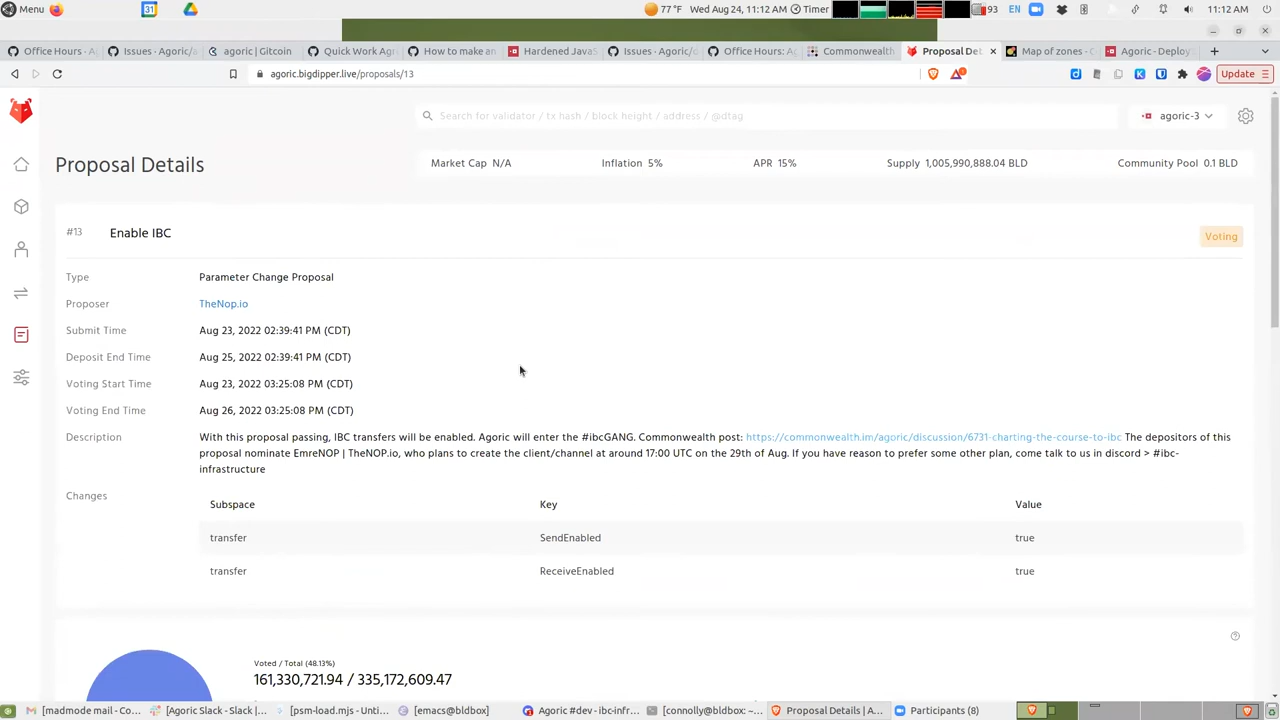 Menu
77 °F Wed Aug 24, 11:12 AM Timer 93 EN 11:12 AM
Office Hours · A Issues · Agoric/a agoric | Gitcoin Quick Work Agr How to make an Hardened JavaS Issues · Agoric/d Office Hours: Ag Commonwealth Proposal Det Map of zones - C Agoric - Deploy
agoric.bigdipper.live/proposals/13 Update
Search for validator / tx hash / block height / address / @dtag
agoric-3
Proposal Details
Market Cap N/A Inflation 5% APR 15% Supply 1,005,990,888.04 BLD Community Pool 0.1 BLD
#13 Enable IBC Voting
Type Parameter Change Proposal
Proposer TheNop.io
Submit Time Aug 23, 2022 02:39:41 PM (CDT)
Deposit End Time Aug 25, 2022 02:39:41 PM (CDT)
Voting Start Time Aug 23, 2022 03:25:08 PM (CDT)
Voting End Time Aug 26, 2022 03:25:08 PM (CDT)
Description With this proposal passing, IBC transfers will be enabled. Agoric will enter the #ibcGANG. Commonwealth post: https://commonwealth.im/agoric/discussion/6731-charting-the-course-to-ibc The depositors of this
proposal nominate EmreNOP | TheNOP.io, who plans to create the client/channel at around 17:00 UTC on the 29th of Aug. If you have reason to prefer some other plan, come talk to us in discord > #ibc-
infrastructure
Changes
Subspace Key Value
transfer SendEnabled true
transfer ReceiveEnabled true
Voted / Total (48.13%)
161,330,721.94 / 335,172,609.47
[madmode mail - Co... [Agoric Slack - Slack |... [psm-load.mjs - Unti... [emacs@bldbox] Agoric #dev - ibc-infr... [connolly@bldbox: ~... Proposal Details | A... Participants (8)